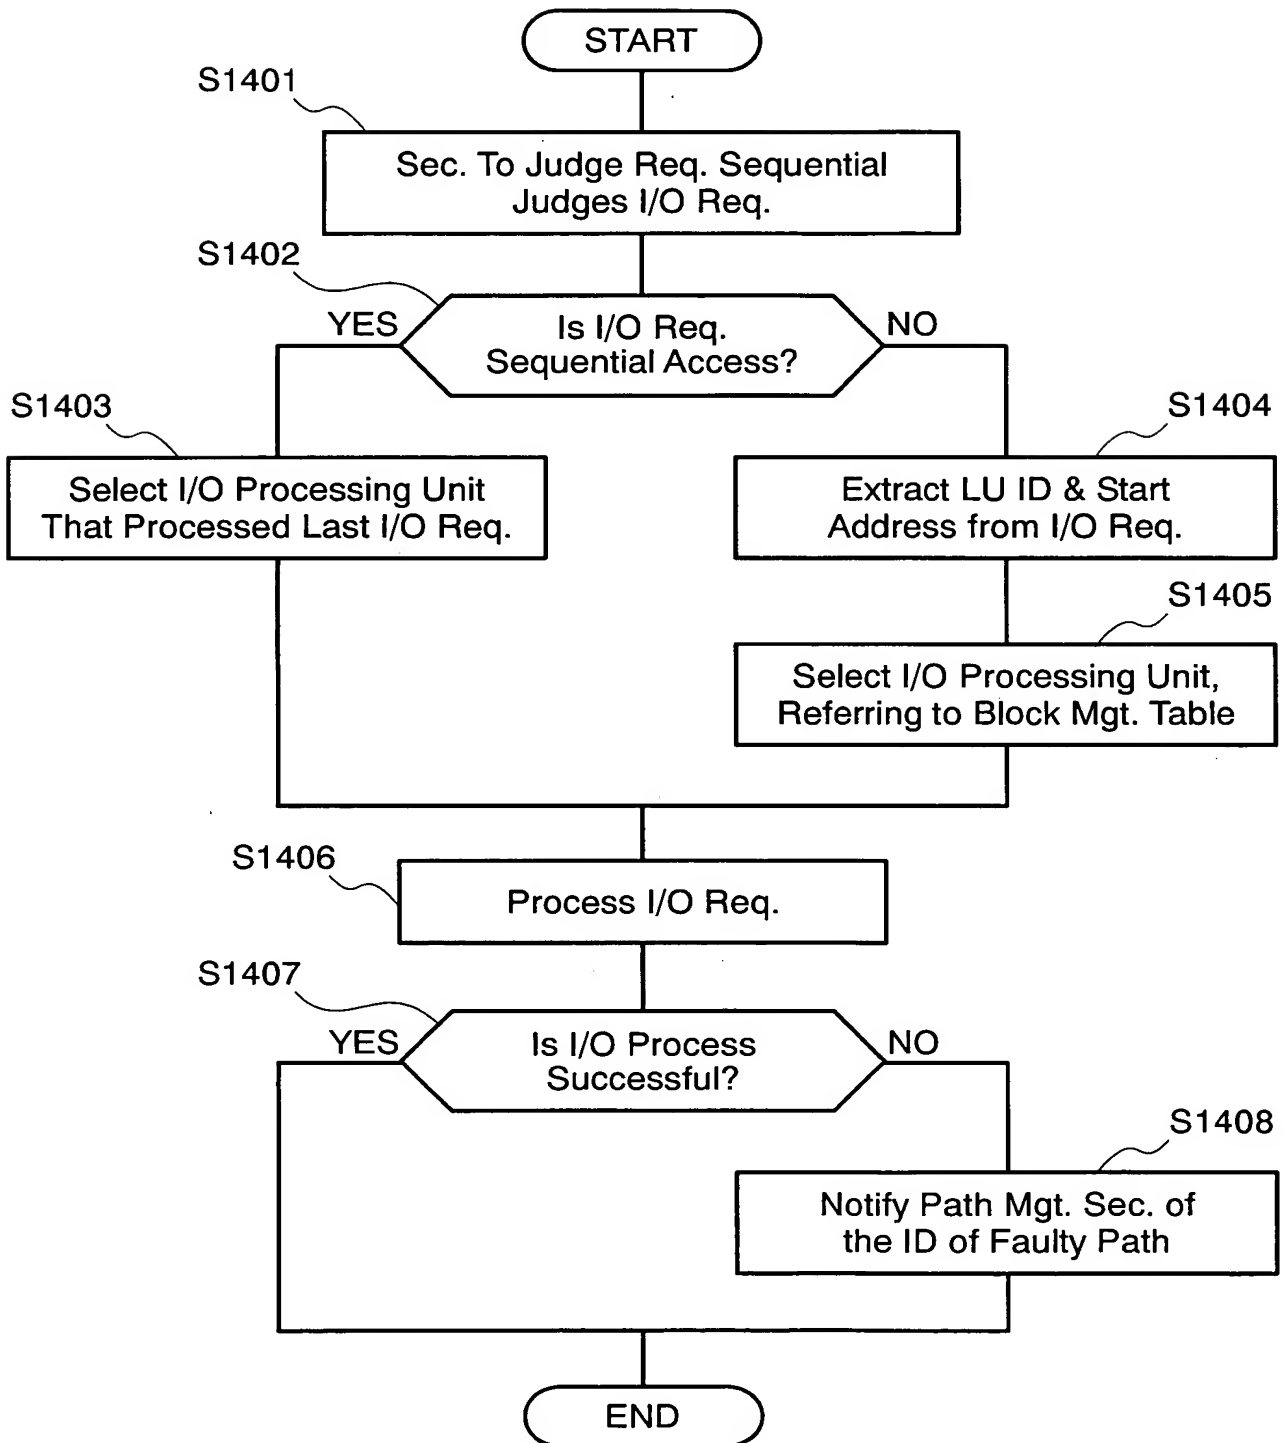 START
S1401
Sec. To Judge Req. Sequential
Judges I/O Req.
S1402
YES
Is I/O Req.
Sequential Access?
NO
S1403
Select I/O Processing Unit
That Processed Last I/O Req.
S1404
Extract LU ID & Start
Address from I/O Req.
S1405
Select I/O Processing Unit,
Referring to Block Mgt. Table
S1406
Process I/O Req.
S1407
YES
Is I/O Process
Successful?
NO
S1408
Notify Path Mgt. Sec. of
the ID of Faulty Path
END